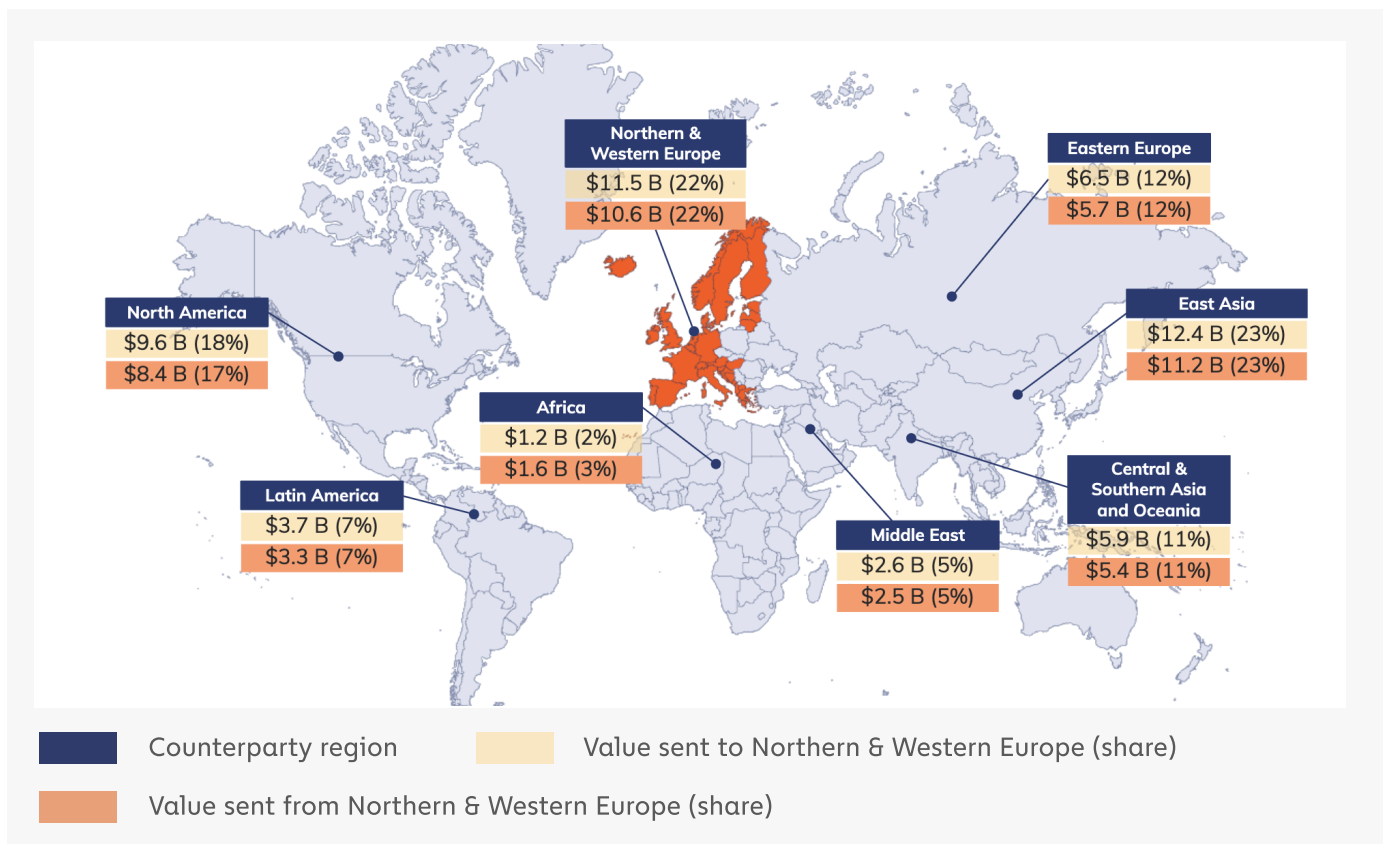 Northern &
Western Europe
$11.5 B (22%)
$10.6 B (22%)
Eastern Europe
$6.5 B (12%)
$5.7 B (12%)
North America
$9.6 B (18%)
$8.4 B (17%)
East Asia
$12.4 B (23%)
$11.2 B (23%)
Africa
$1.2 B (2%)
$1.6 B (3%)
Latin America
$3.7 B (7%)
$3.3 B (7%)
Middle East
$2.6 B (5%)
$2.5 B (5%)
Central &
Southern Asia
and Oceania
$5.9 B (11%)
$5.4 B (11%)
Counterparty region
Value sent to Northern & Western Europe (share)
Value sent from Northern & Western Europe (share)